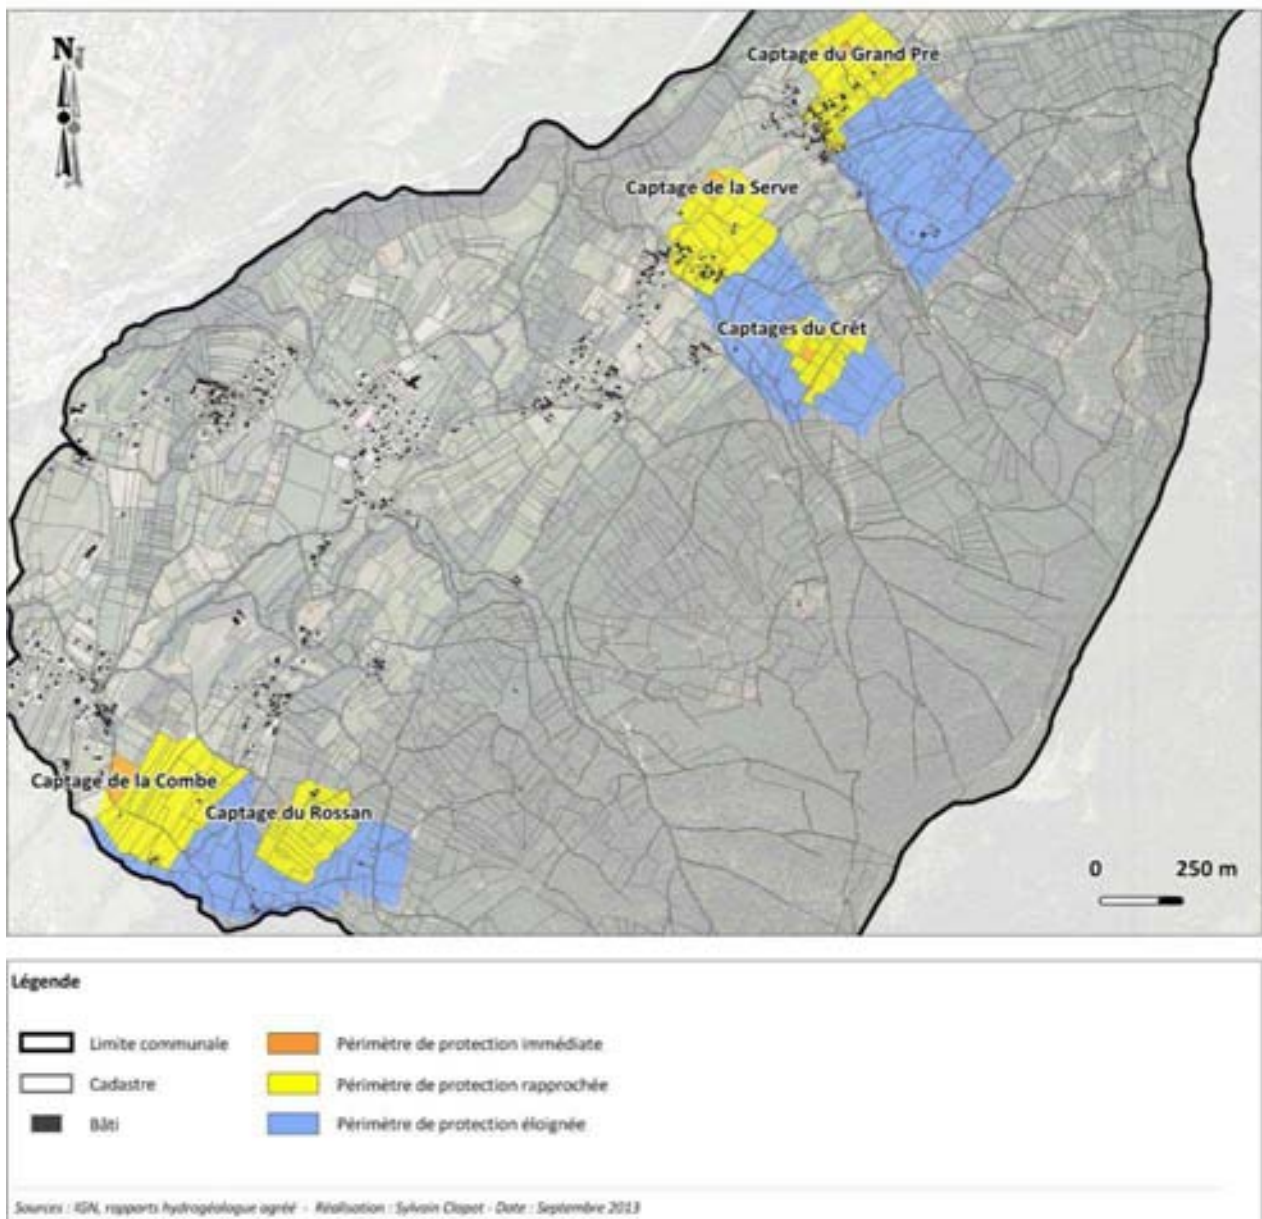 N
Captage du Grand Pré
Captage de la Serve
Captages du Crêt
Captage de la Combe
Captage du Rossan
0 250 m
Légende
Limite communale
Périmètre de protection immédiate
Cadastre
Périmètre de protection rapprochée
Bâti
Périmètre de protection éloignée
Sources : IGN, rapports hydrogéologue agréé - Réalisation : Sylvain Clapot - Date : Septembre 2013